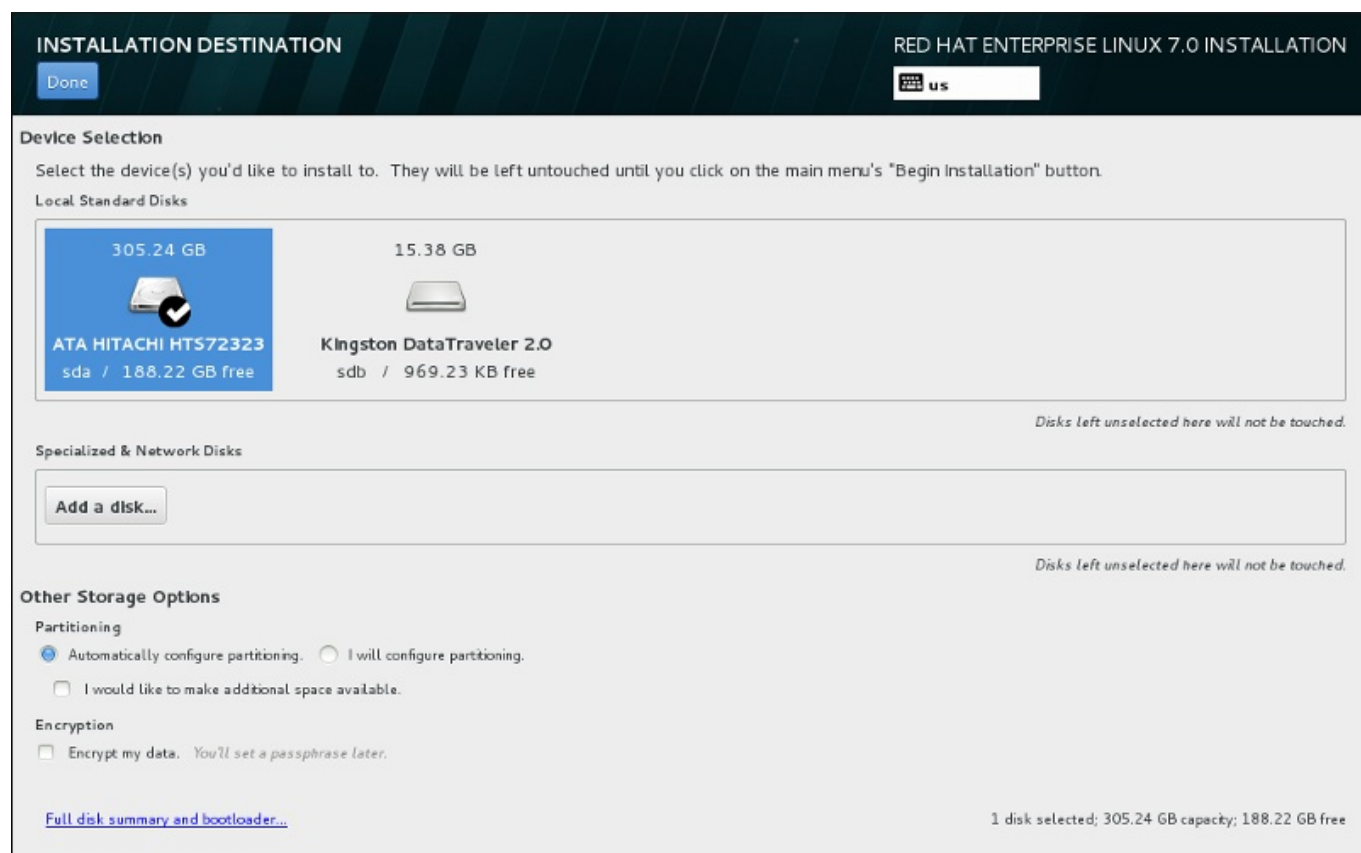 INSTALLATION DESTINATION
RED HAT ENTERPRISE LINUX 7.0 INSTALLATION
Done
us
Device Selection
Select the device(s) you'd like to install to. They will be left untouched until you click on the main menu's "Begin Installation" button.
Local Standard Disks
305.24 GB
ATA HITACHI HTS72323
sda / 188.22 GB free
15.38 GB
Kingston DataTraveler 2.0
sdb / 969.23 KB free
Disks left unselected here will not be touched.
Specialized & Network Disks
Add a disk...
Disks left unselected here will not be touched.
Other Storage Options
Partitioning
Automatically configure partitioning. I will configure partitioning.
I would like to make additional space available.
Encryption
Encrypt my data. You'll set a passphrase later.
Full disk summary and bootloader...
1 disk selected; 305.24 GB capacity; 188.22 GB free